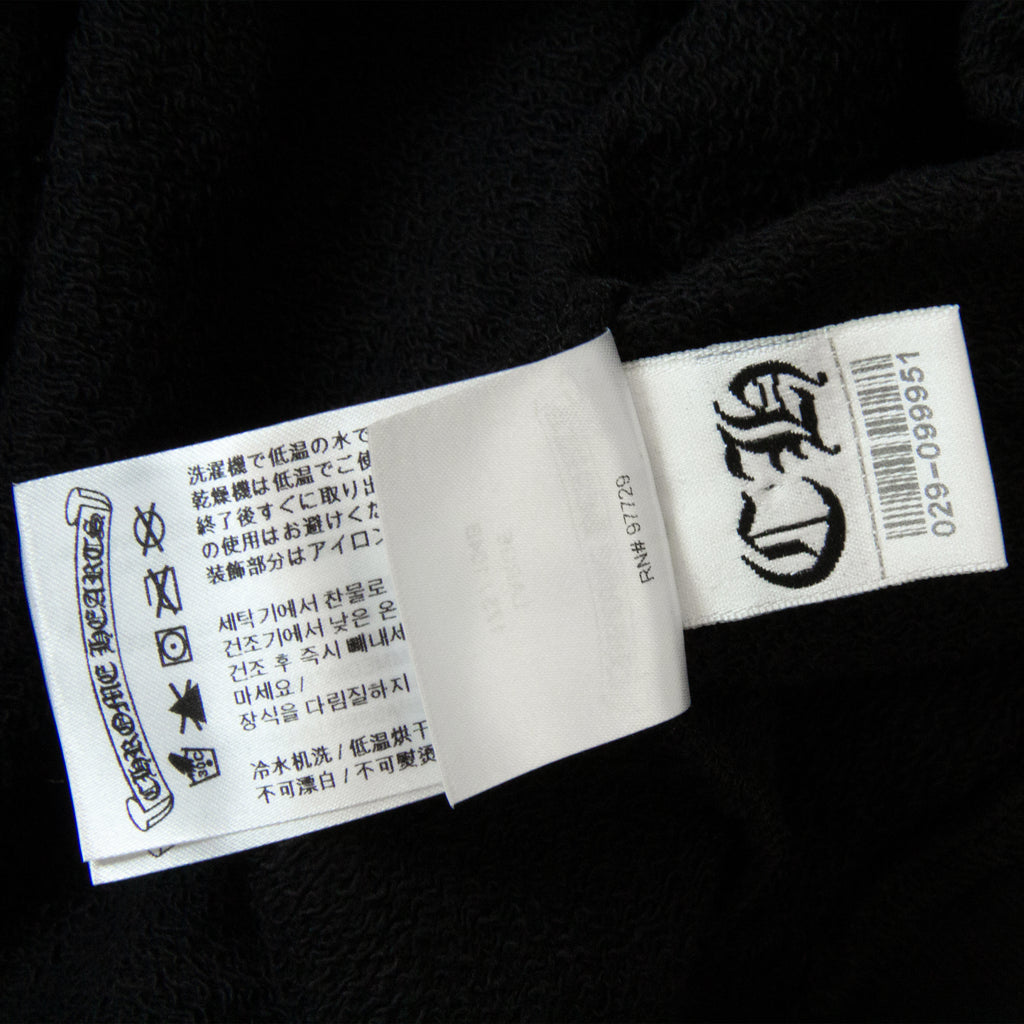 CHROME HEARTS
洗濯機で低温の水で
乾燥機は低温でご使
終了後すぐに取り出
の使用はお避けくだ
装飾部分はアイロン
세탁기에서 찬물로
건조기에서 낮은 온
건조 후 즉시 빼내서
마세요/
장식을 다림질하지
冷水机洗/低温烘干
不可漂白/不可熨烫
30C
RN# 97729
CH
029-099951